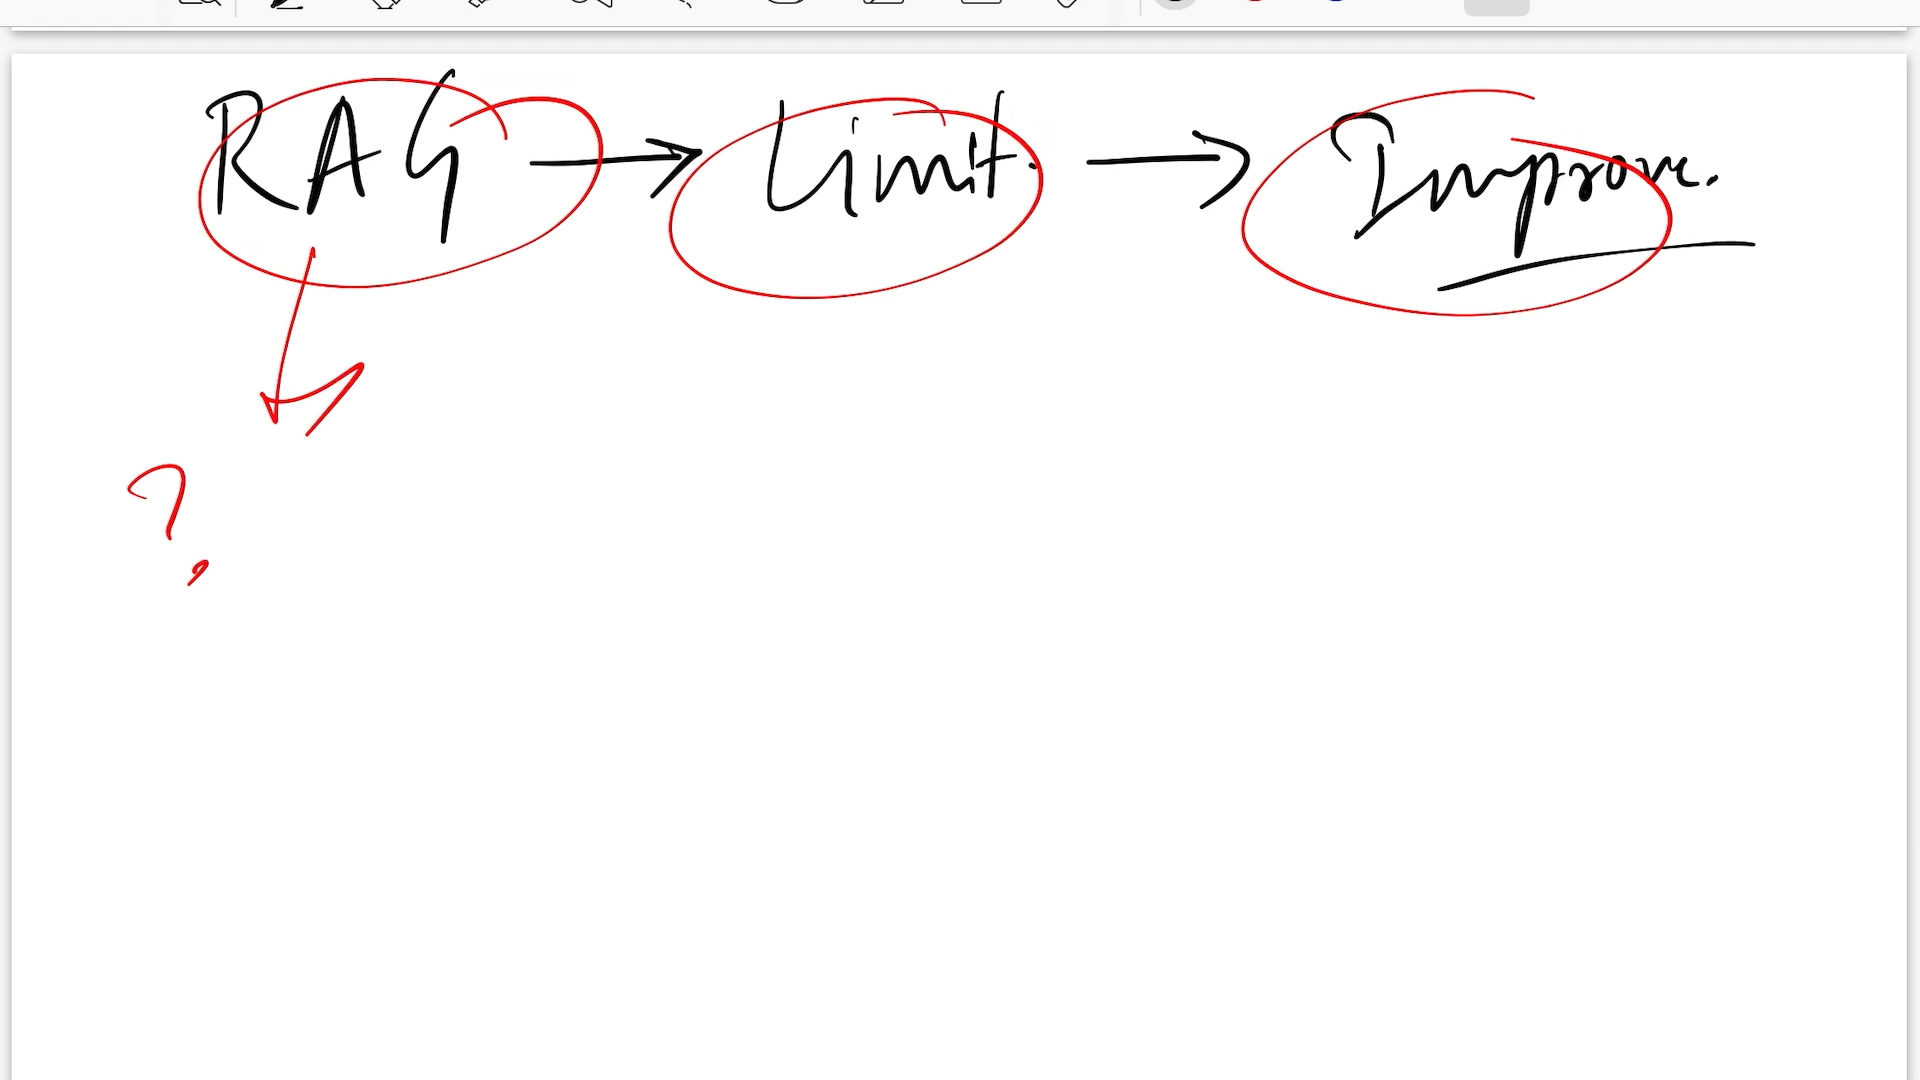 RAG → Limit. → Improve.
?